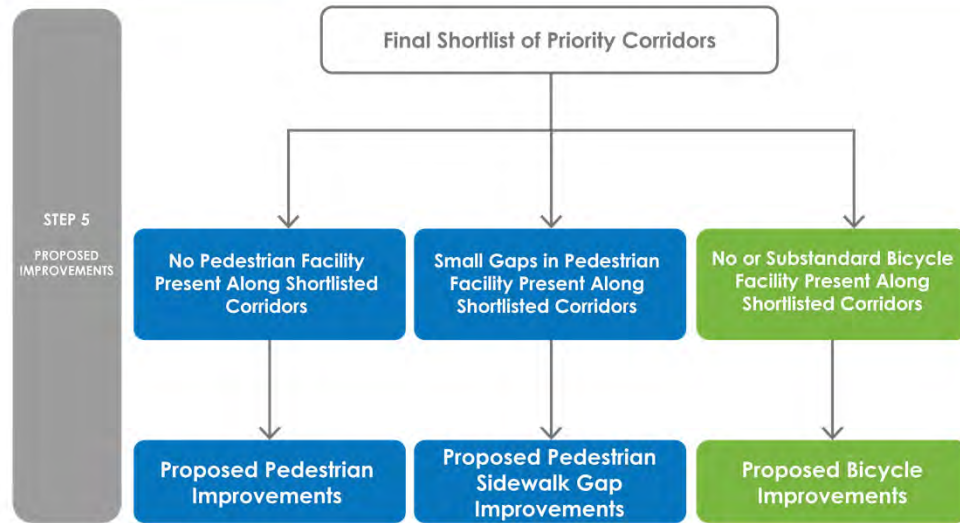 Final Shortlist of Priority Corridors
STEP 5
PROPOSED
IMPROVEMENTS
No Pedestrian Facility
Present Along Shortlisted
Corridors
Small Gaps in Pedestrian
Facility Present Along
Shortlisted Corridors
No or Substandard Bicycle
Facility Present Along
Shortlisted Corridors
Proposed Pedestrian
Improvements
Proposed Pedestrian
Sidewalk Gap
Improvements
Proposed Bicycle
Improvements